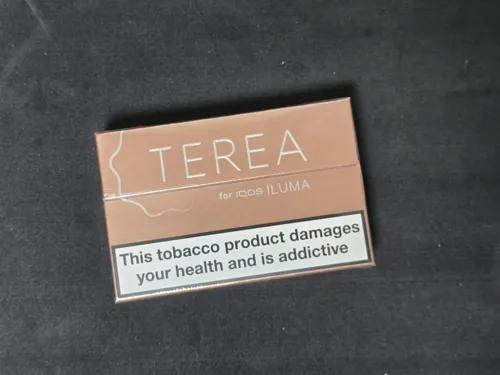 TEREA
for IQOS ILUMA
This tobacco product damages
your health and is addictive